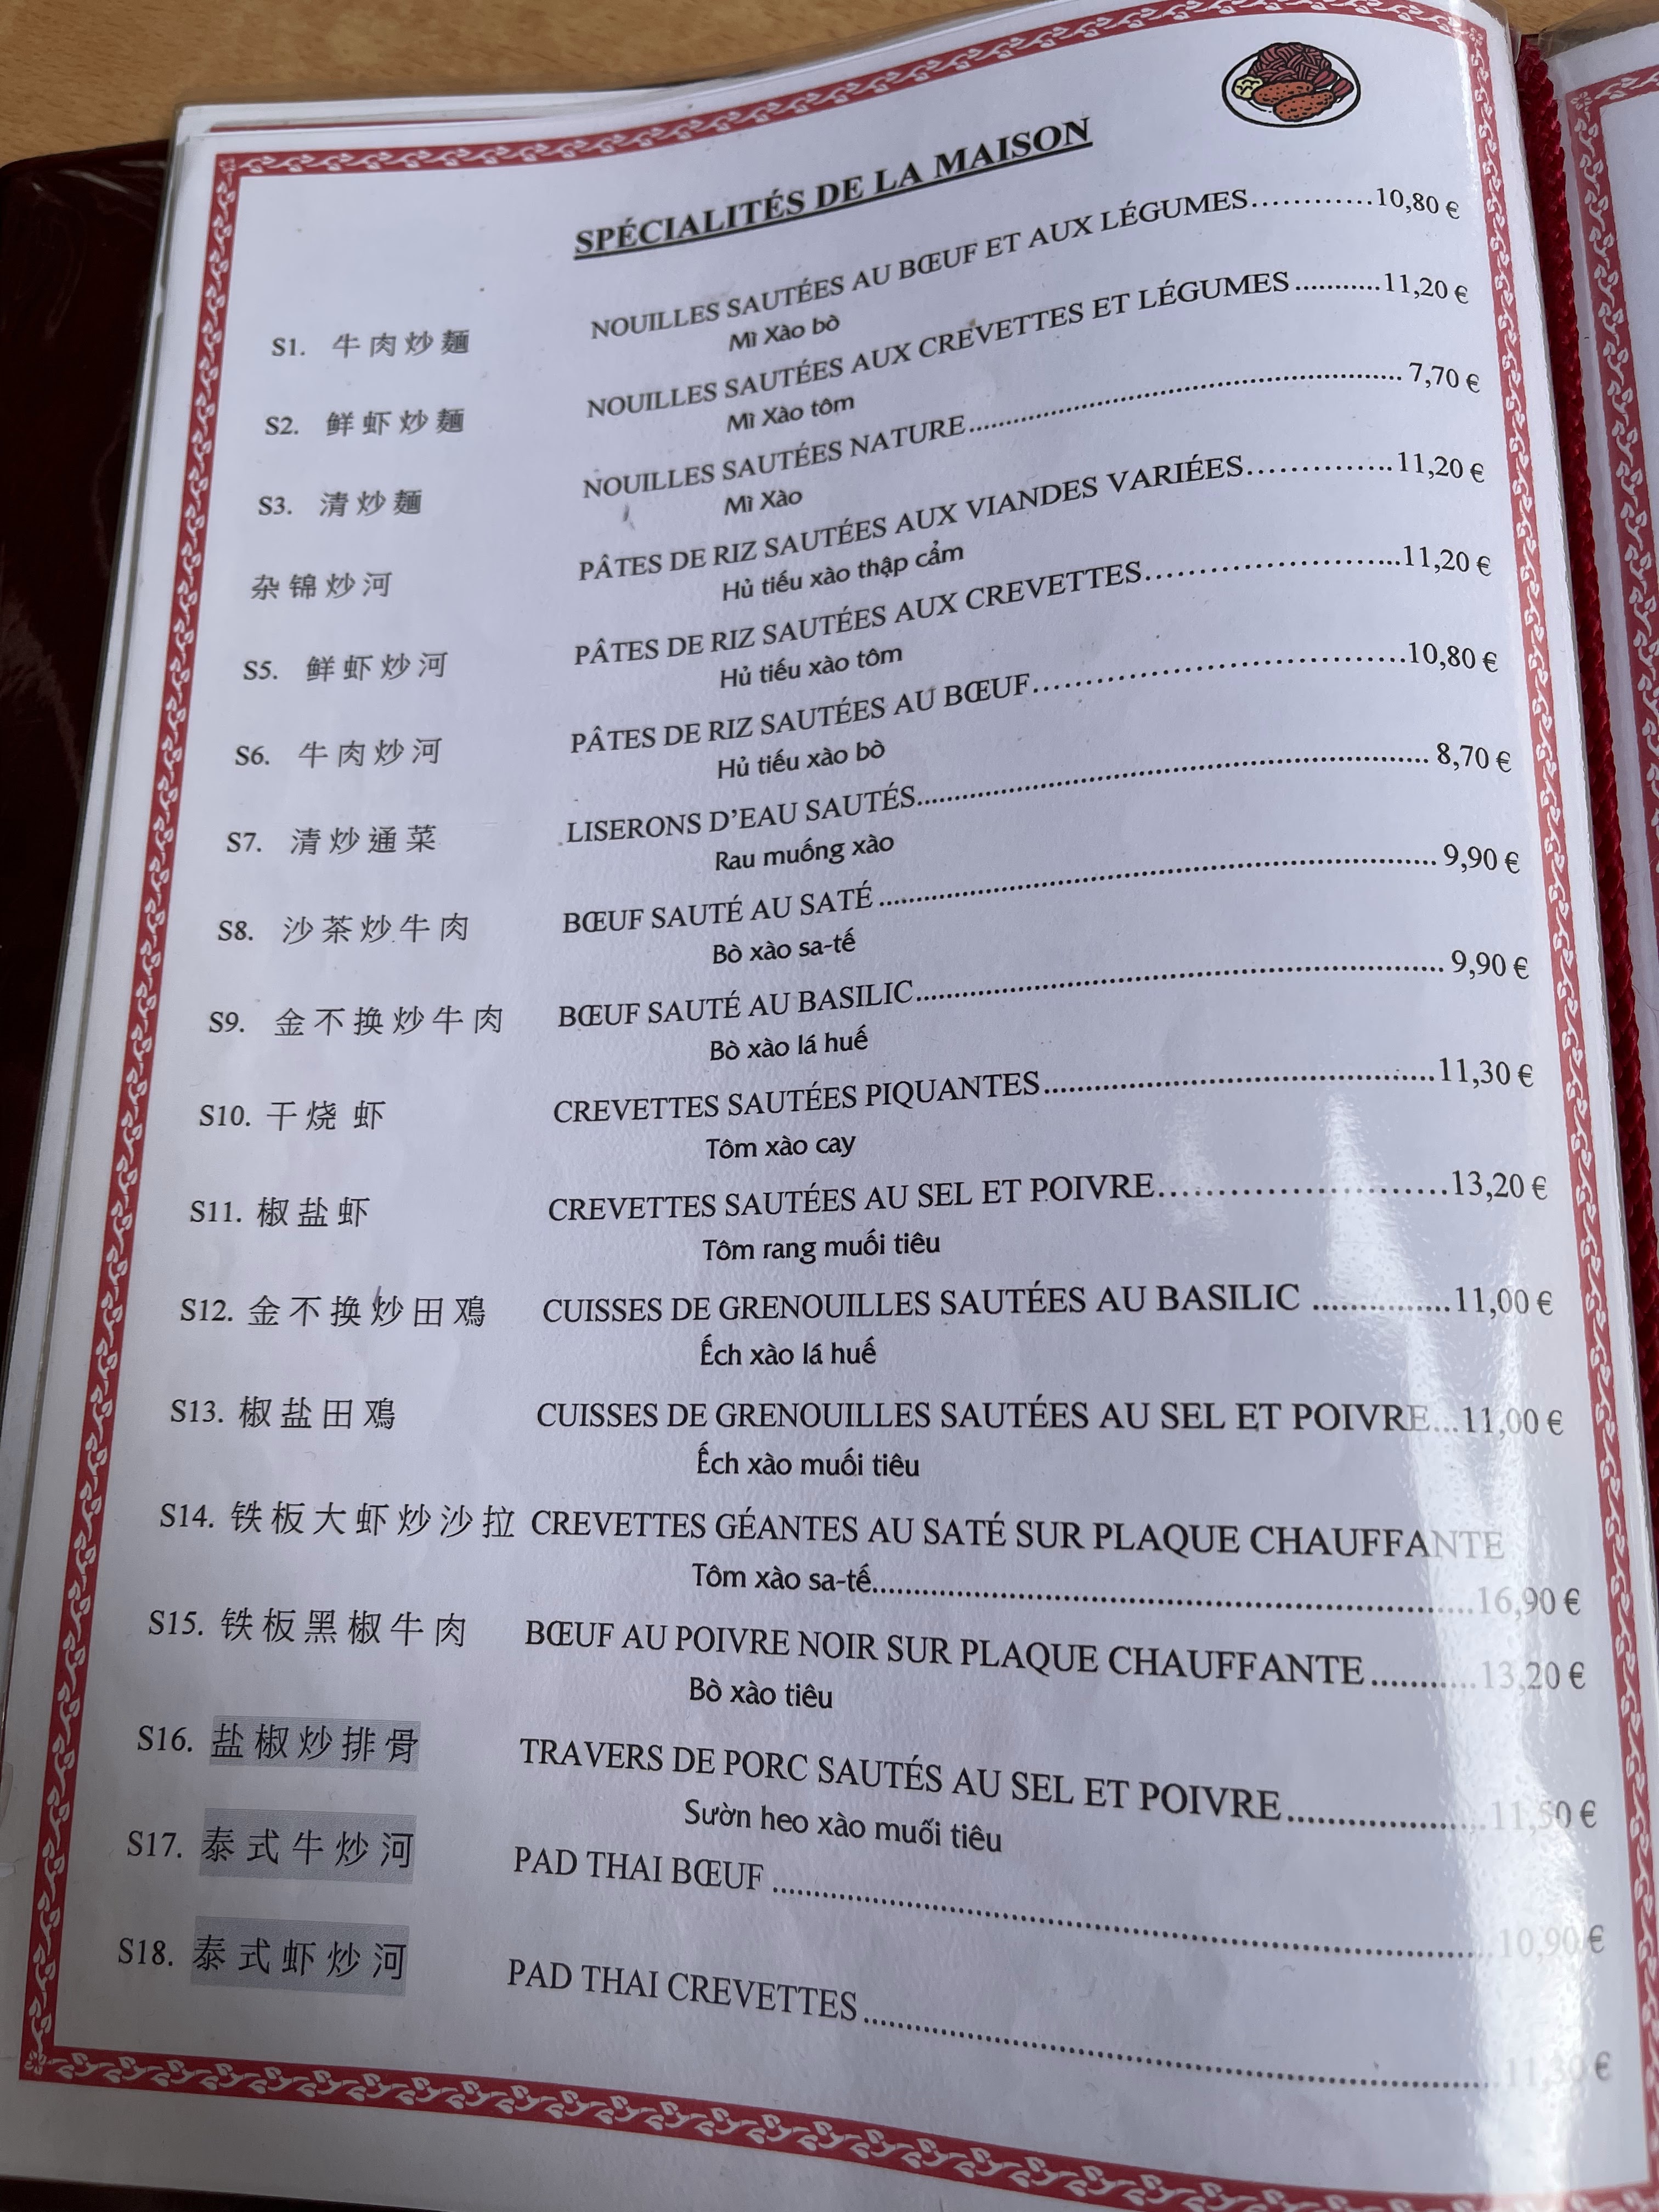 SPÉCIALITÉS DE LA MAISON
S1. 牛肉炒麵 NOUILLES SAUTÉES AU BŒUF ET AUX LÉGUMES............10,80 €
Mì Xào bò
S2. 鲜虾炒麵 NOUILLES SAUTÉES AUX CREVETTES ET LÉGUMES...........11,20 €
Mì Xào tôm
S3. 清炒麵 NOUILLES SAUTÉES NATURE........................ 7,70 €
Mì Xào
杂锦炒河 PÂTES DE RIZ SAUTÉES AUX VIANDES VARIÉES..............11,20 €
Hủ tiếu xào thập cẩm
S5. 鲜虾炒河 PÂTES DE RIZ SAUTÉES AUX CREVETTES........................11,20 €
Hủ tiếu xào tôm
S6. 牛肉炒河 PÂTES DE RIZ SAUTÉES AU BŒUF........................10,80 €
Hủ tiếu xào bò
S7. 清炒通菜 LISERONS D’EAU SAUTÉS........................ 8,70 €
Rau muống xào
S8. 沙茶炒牛肉 BŒUF SAUTÉ AU SATÉ ........................ 9,90 €
Bò xào sa-tế
S9. 金不换炒牛肉 BŒUF SAUTÉ AU BASILIC........................ 9,90 €
Bò xào lá huế
S10. 干烧 虾 CREVETTES SAUTÉES PIQUANTES........................11,30 €
Tôm xào cay
S11. 椒盐虾 CREVETTES SAUTÉES AU SEL ET POIVRE........................13,20 €
Tôm rang muối tiêu
S12. 金不换炒田鳮 CUISSES DE GRENOUILLES SAUTÉES AU BASILIC ...............11,00 €
Ếch xào lá huế
S13. 椒盐田鳮 CUISSES DE GRENOUILLES SAUTÉES AU SEL ET POIVRE...11,00 €
Ếch xào muối tiêu
S14. 铁板大虾炒沙拉 CREVETTES GÉANTES AU SATÉ SUR PLAQUE CHAUFFANTE
Tôm xào sa-tế........................16,90 €
S15. 铁板黑椒牛肉 BŒUF AU POIVRE NOIR SUR PLAQUE CHAUFFANTE...........13,20 €
Bò xào tiêu
S16. 盐椒炒排骨 TRAVERS DE PORC SAUTÉS AU SEL ET POIVRE.....................11,50 €
Sườn heo xào muối tiêu
S17. 泰式牛炒河 PAD THAI BŒUF ........................10,90 €
S18. 泰式虾炒河 PAD THAI CREVETTES ........................11,30 €